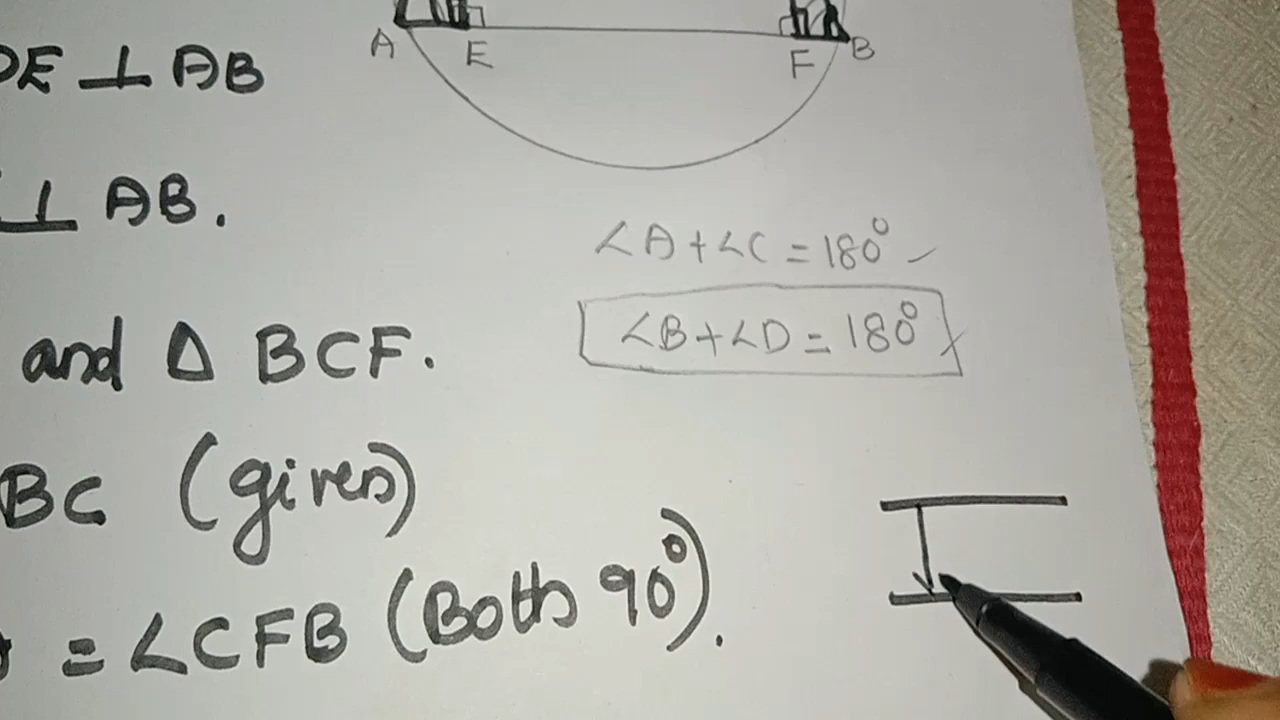 A E F B
DE ⊥ AB
⊥ AB.
∠A + ∠C = 180°
∠B + ∠D = 180°
and Δ BCF.
BC (given)
= ∠CFB (Both 90°).